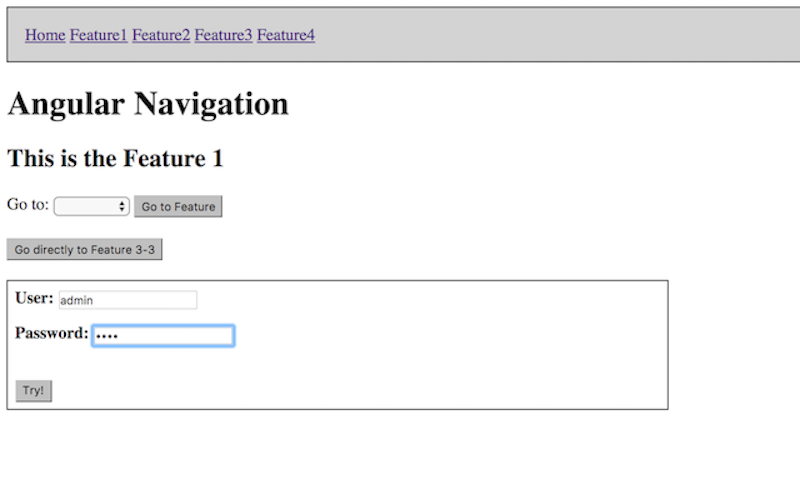 Home Feature1 Feature2 Feature3 Feature4
Angular Navigation
This is the Feature 1
Go to: Go to Feature
Go directly to Feature 3-3
User: admin
Password: ••••
Try!